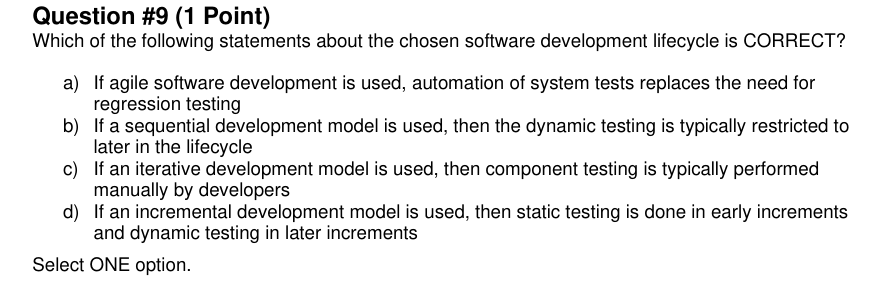 Question #9 (1 Point)
Which of the following statements about the chosen software development lifecycle is CORRECT?
a) If agile software development is used, automation of system tests replaces the need for
regression testing
b) If a sequential development model is used, then the dynamic testing is typically restricted to
later in the lifecycle
c) If an iterative development model is used, then component testing is typically performed
manually by developers
d) If an incremental development model is used, then static testing is done in early increments
and dynamic testing in later increments
Select ONE option.